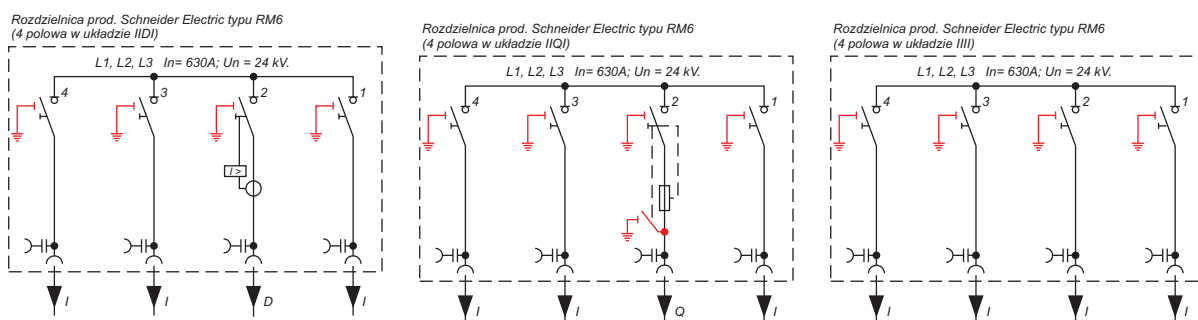 Rozdzielnica prod. Schneider Electric typu RM6
(4 polowa w układzie IIDI)
L1, L2, L3 In= 630A; Un = 24 kV.
4
3
2
1
I >
I
I
D
I
Rozdzielnica prod. Schneider Electric typu RM6
(4 polowa w układzie IIQI)
L1, L2, L3 In= 630A; Un = 24 kV.
4
3
2
1
I
I
Q
I
Rozdzielnica prod. Schneider Electric typu RM6
(4 polowa w układzie IIII)
L1, L2, L3 In= 630A; Un = 24 kV.
4
3
2
1
I
I
I
I